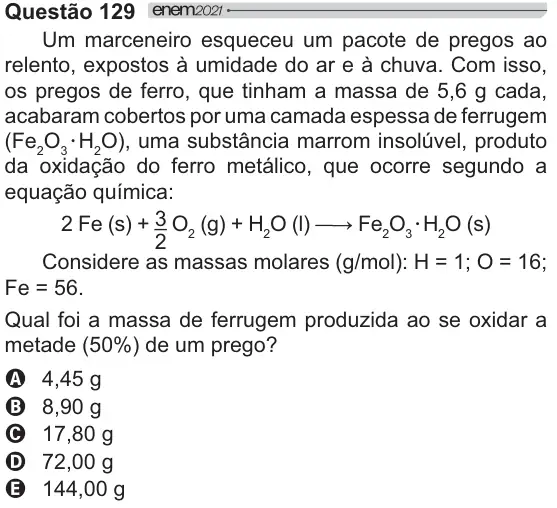 Questão 129 enem2021
Um marceneiro esqueceu um pacote de pregos ao
relento, expostos à umidade do ar e à chuva. Com isso,
os pregos de ferro, que tinham a massa de 5,6 g cada,
acabaram cobertos por uma camada espessa de ferrugem
(Fe₂O₃·H₂O), uma substância marrom insolúvel, produto
da oxidação do ferro metálico, que ocorre segundo a
equação química:
2 Fe (s) + 3/2 O₂ (g) + H₂O (l) ⟶ Fe₂O₃·H₂O (s)
Considere as massas molares (g/mol): H = 1; O = 16;
Fe = 56.
Qual foi a massa de ferrugem produzida ao se oxidar a
metade (50%) de um prego?
A 4,45 g
B 8,90 g
C 17,80 g
D 72,00 g
E 144,00 g